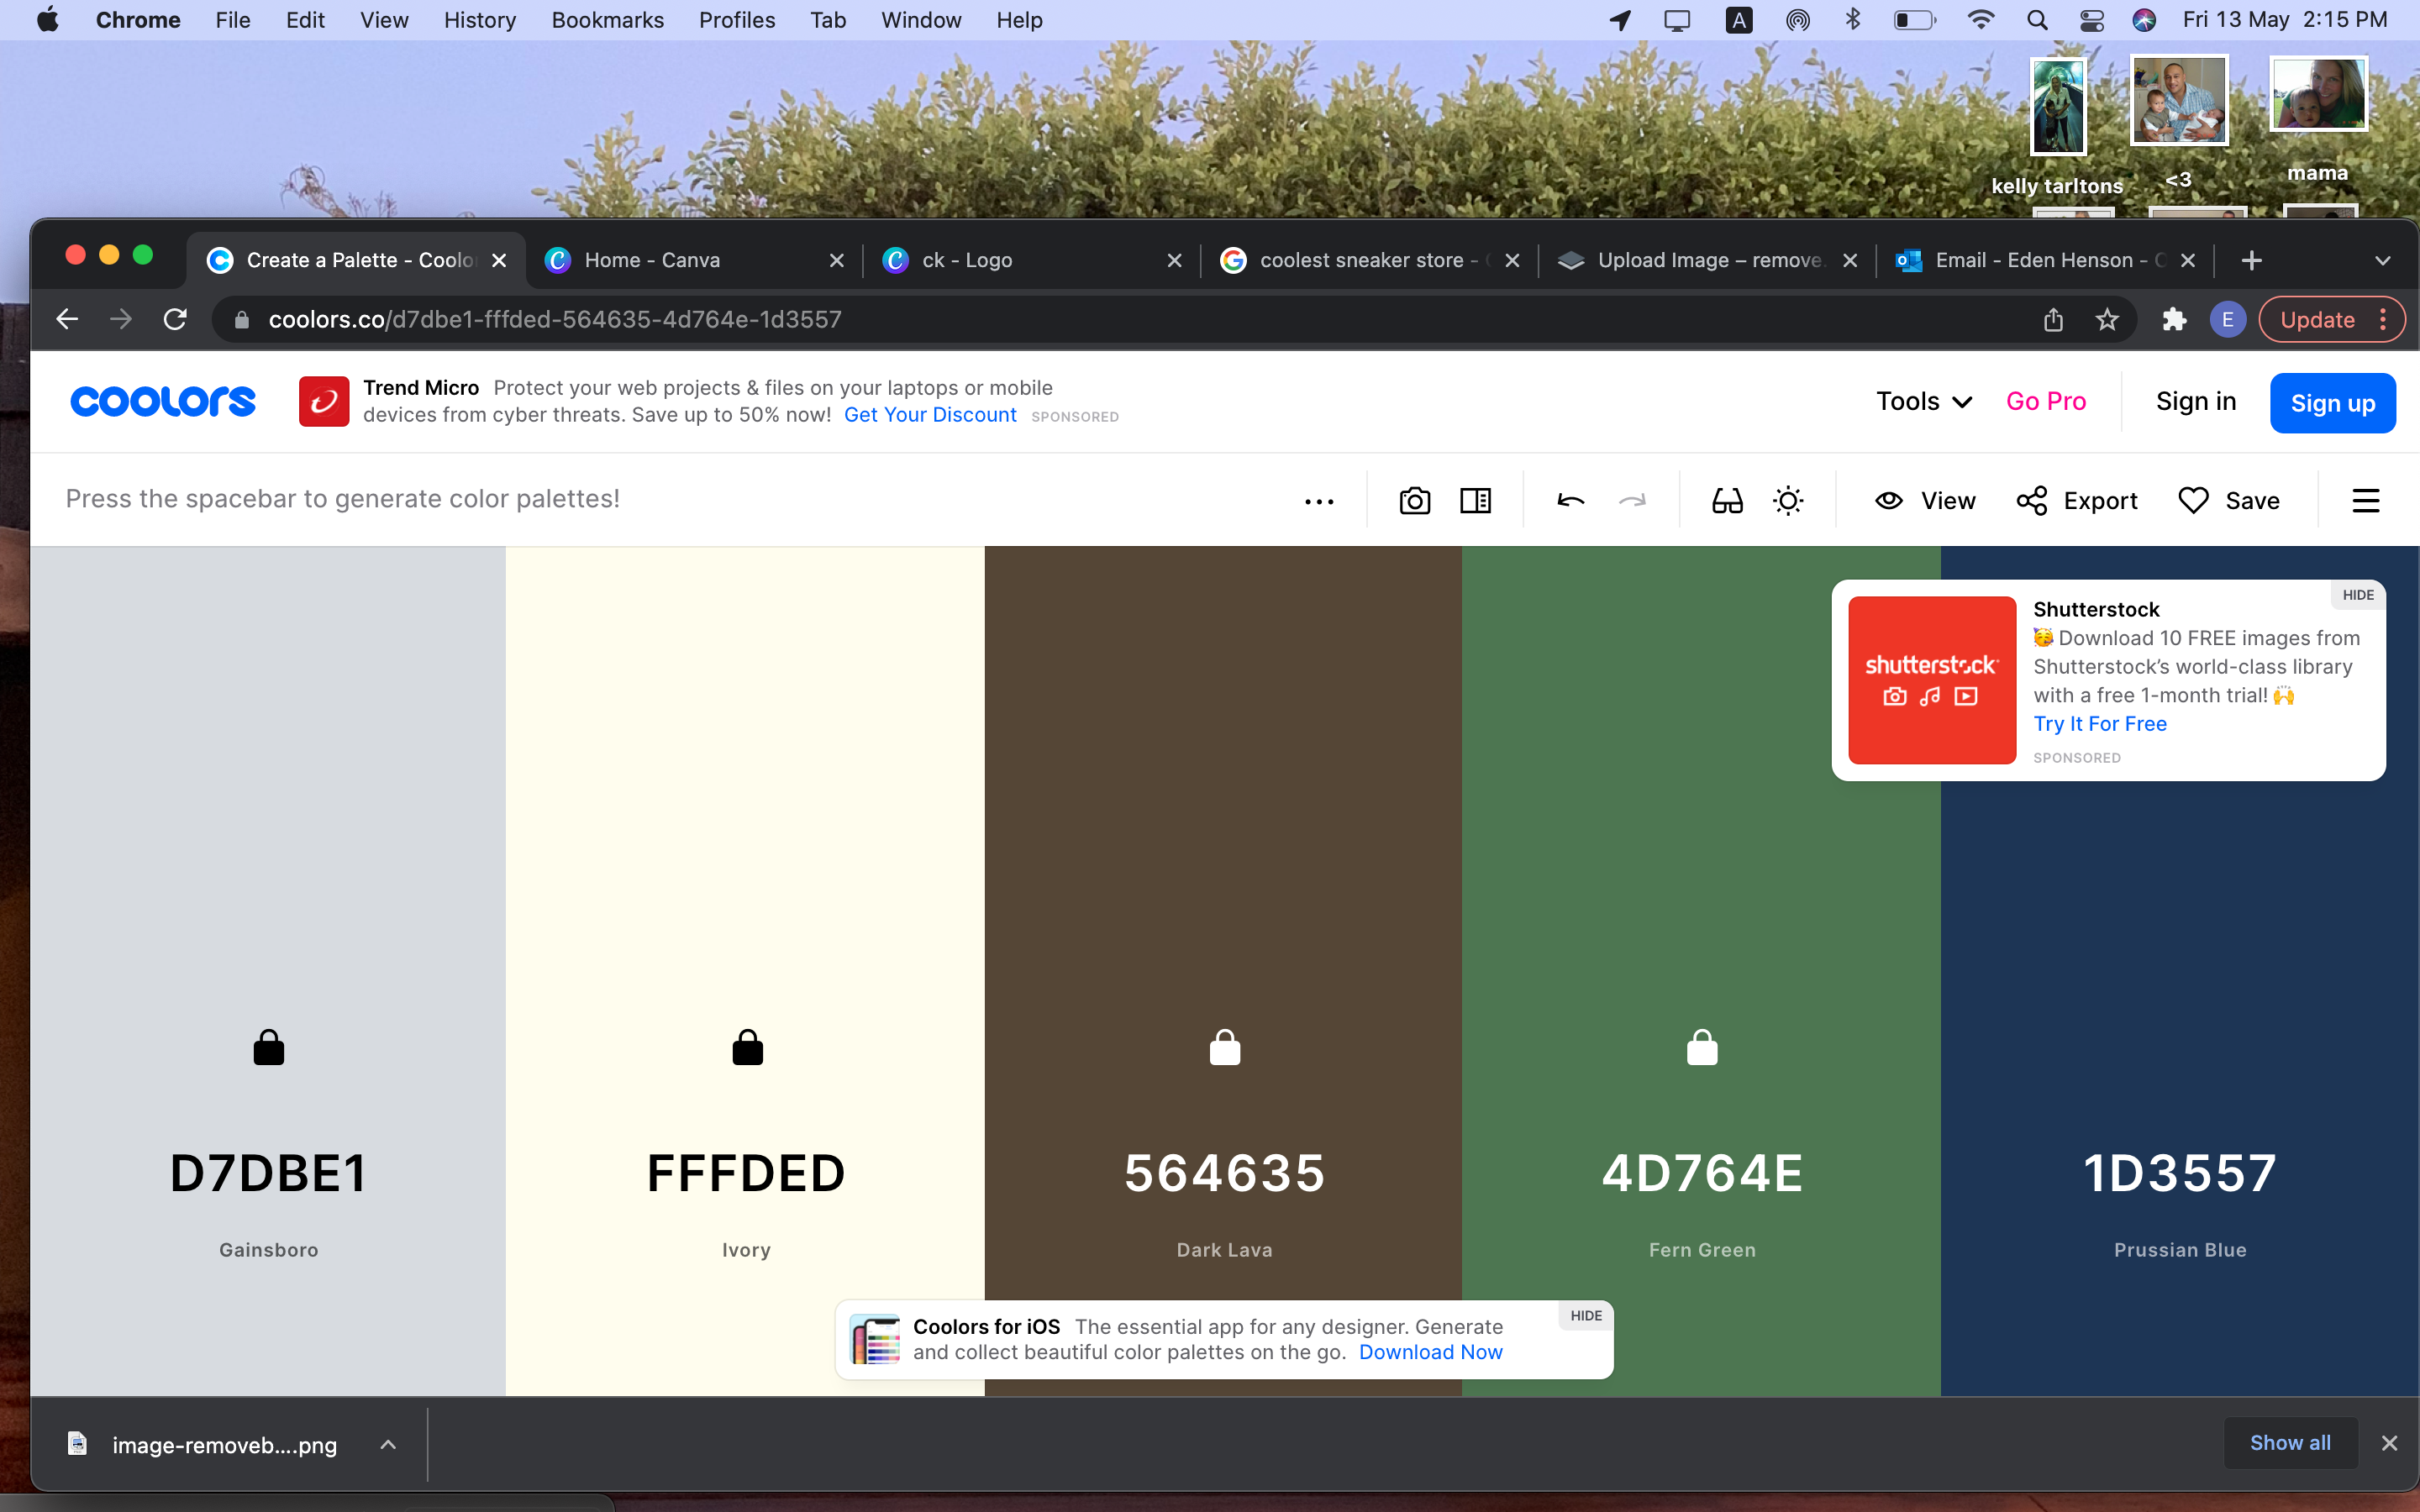 Chrome File Edit View History Bookmarks Profiles Tab Window Help
A
Fri 13 May 2:15 PM
kelly tarltons
<3
mama
Create a Palette - Coolo
Home - Canva
ck - Logo
coolest sneaker store -
Upload Image – remove.
Email - Eden Henson -
coolors.co/d7dbe1-fffded-564635-4d764e-1d3557
E
Update
coolors
Trend Micro Protect your web projects & files on your laptops or mobile
devices from cyber threats. Save up to 50% now! Get Your Discount SPONSORED
Tools
Go Pro
Sign in
Sign up
Press the spacebar to generate color palettes!
View
Export
Save
HIDE
shutterstock
Shutterstock
🥳 Download 10 FREE images from
Shutterstock’s world-class library
with a free 1-month trial! 🙌
Try It For Free
SPONSORED
D7DBE1
FFFDED
564635
4D764E
1D3557
Gainsboro
Ivory
Dark Lava
Fern Green
Prussian Blue
Coolors for iOS The essential app for any designer. Generate
and collect beautiful color palettes on the go. Download Now
HIDE
image-removeb....png
Show all